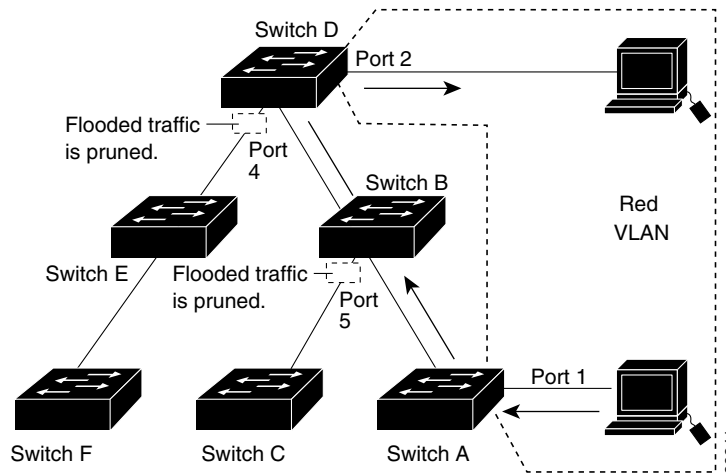 Switch D
Port 2
Flooded traffic
is pruned.
Port
4
Switch B
Red
VLAN
Switch E
Flooded traffic
is pruned.
Port
5
Port 1
Switch F
Switch C
Switch A